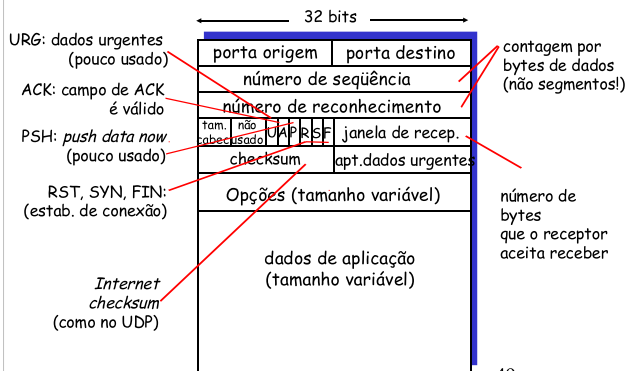 32 bits
URG: dados urgentes
(pouco usado)
ACK: campo de ACK
é válido
PSH: push data now
(pouco usado)
RST, SYN, FIN:
(estab. de conexão)
Internet
checksum
(como no UDP)
porta origem porta destino
número de seqüência
número de reconhecimento
tam. não
cabec. usado U A P R S F janela de recep.
checksum apt.dados urgentes
Opções (tamanho variável)
dados de aplicação
(tamanho variável)
contagem por
bytes de dados
(não segmentos!)
número de
bytes
que o receptor
aceita receber